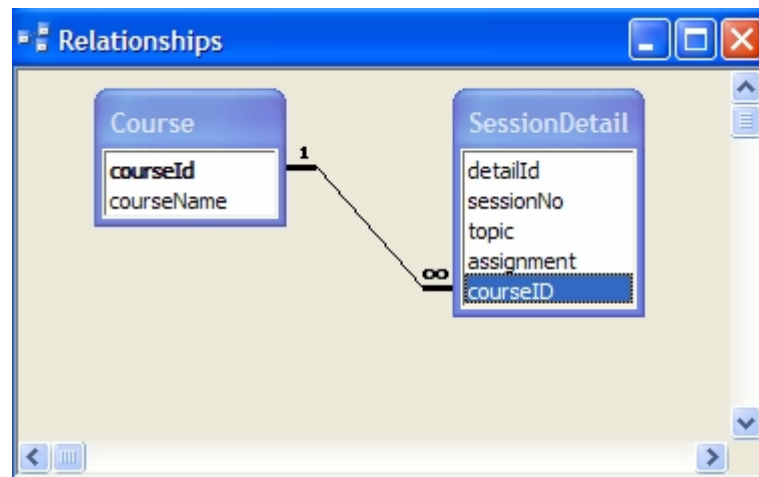 Relationships
Course
courseId
courseName
1
∞
SessionDetail
detailId
sessionNo
topic
assignment
courseID